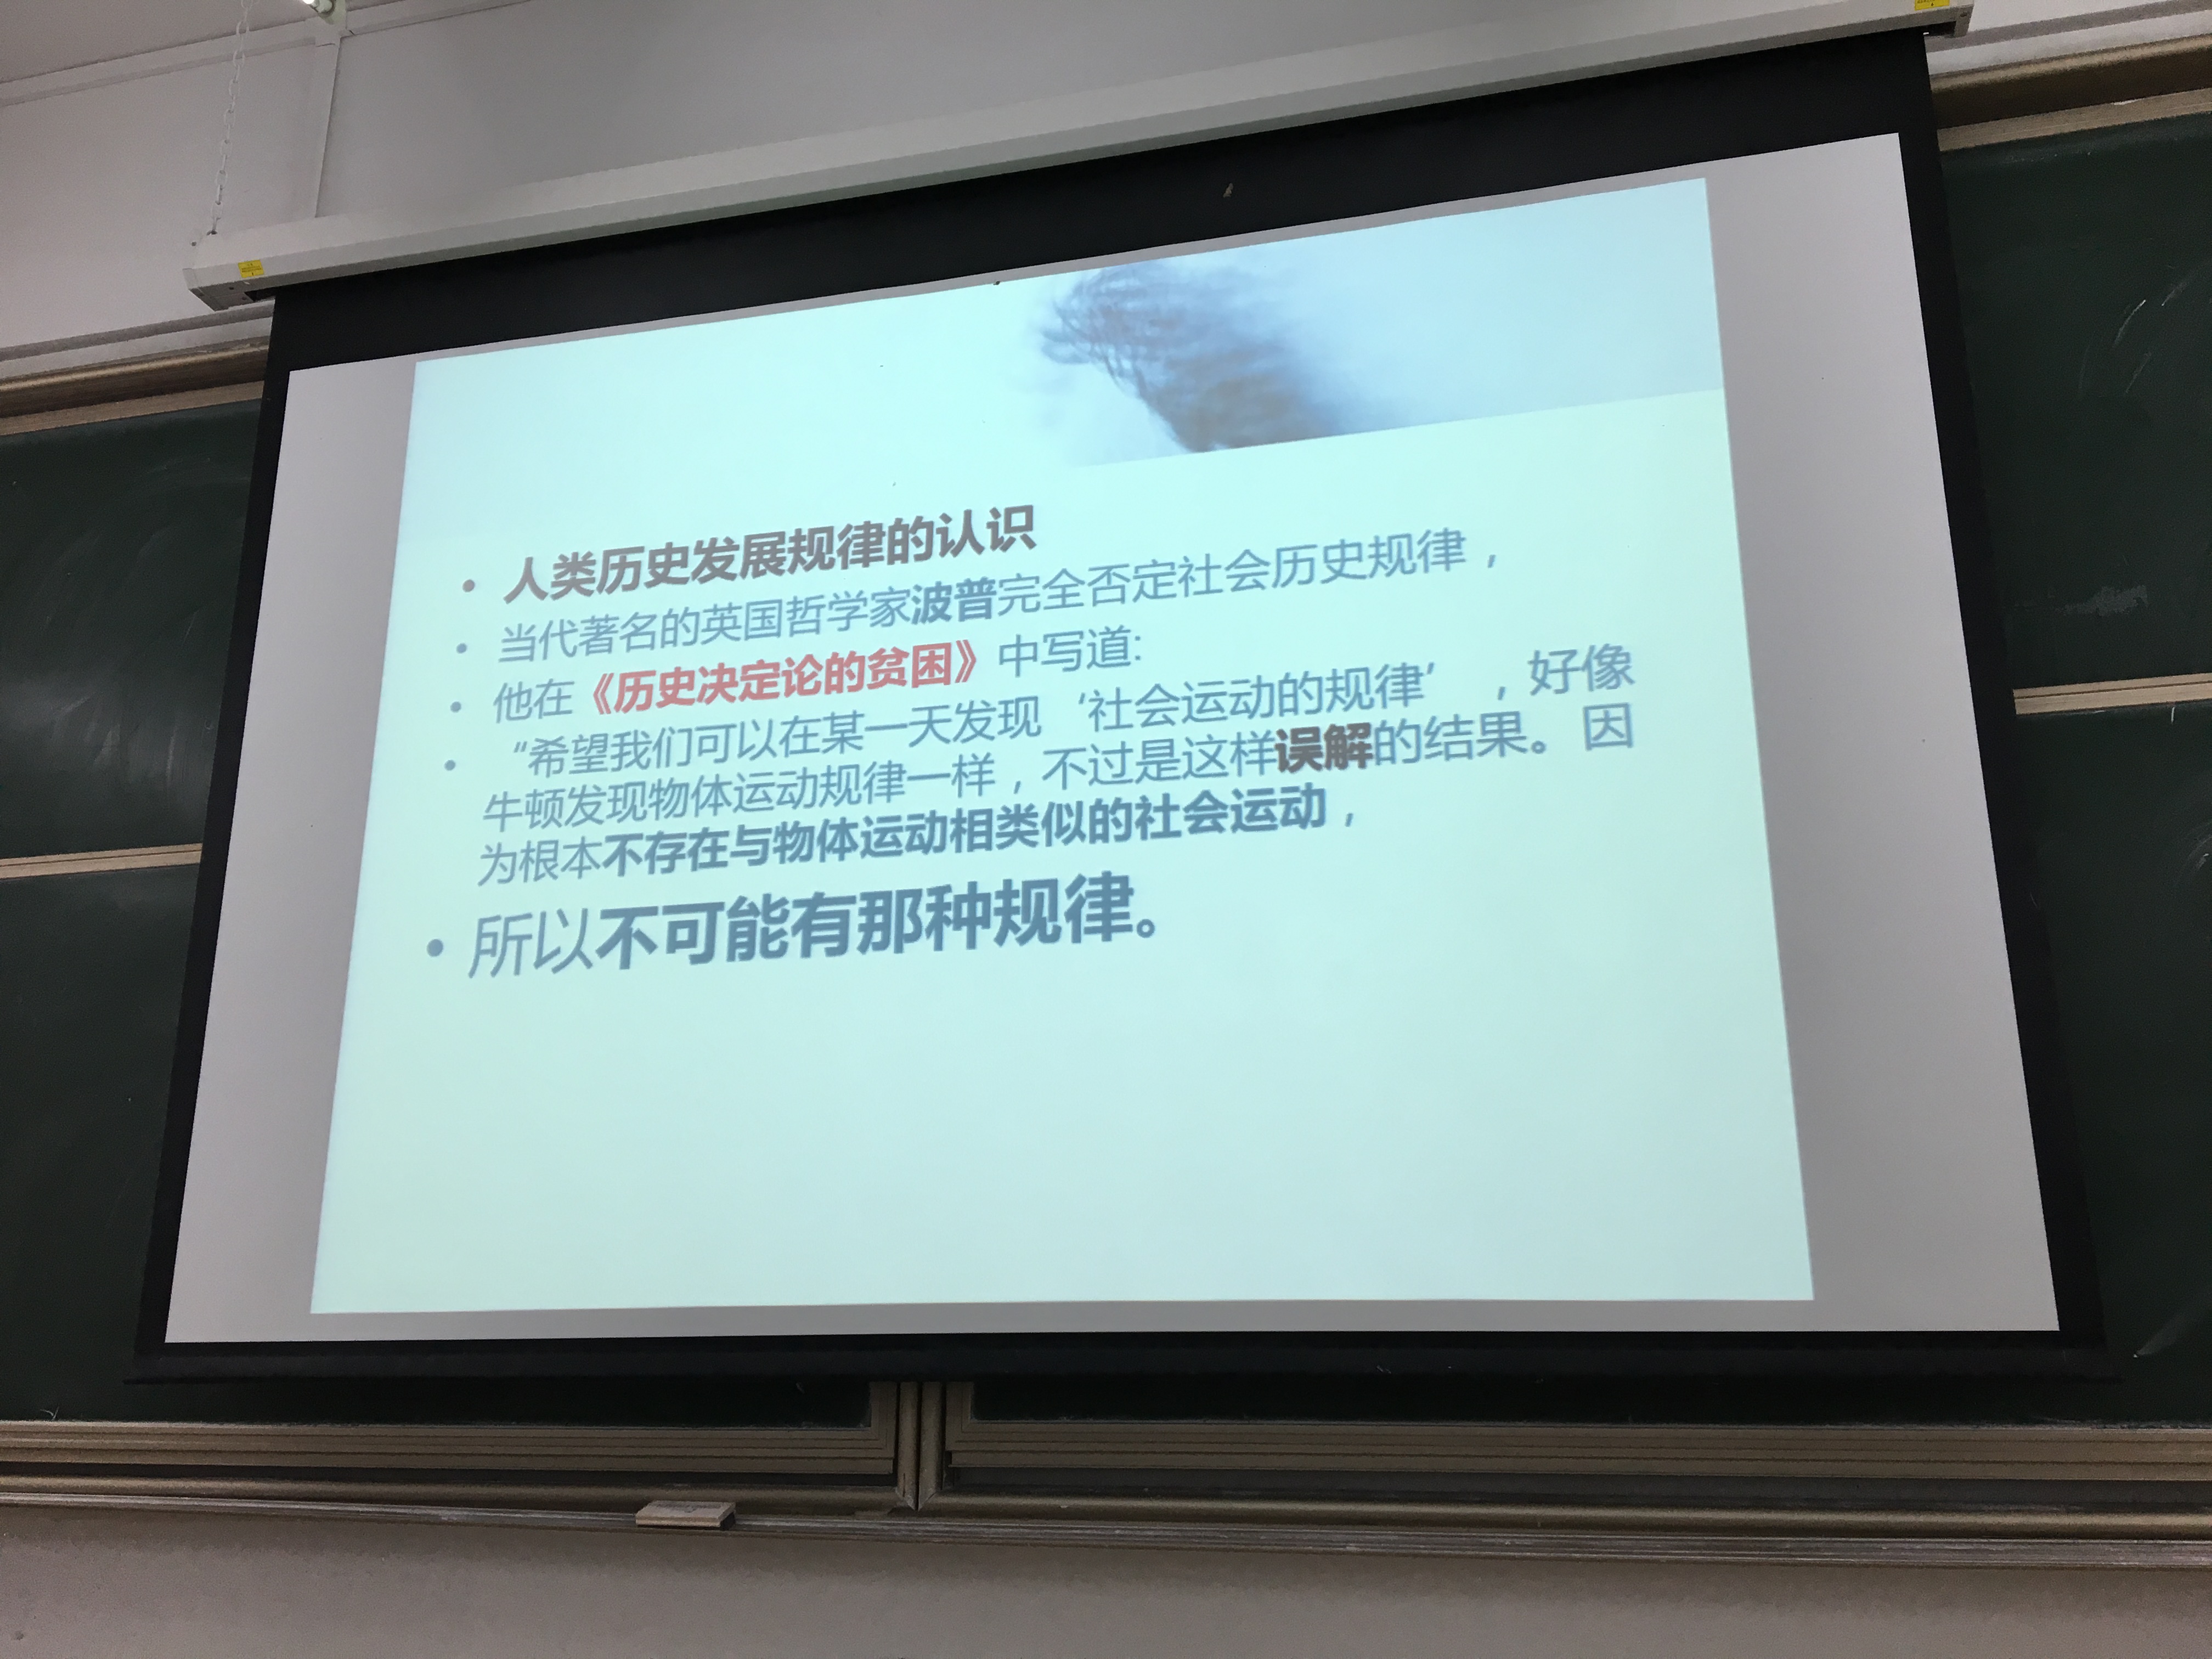 • 人类历史发展规律的认识
• 当代著名的英国哲学家波普完全否定社会历史规律，
• 他在《历史决定论的贫困》中写道:
• “希望我们可以在某一天发现‘社会运动的规律’，好像
牛顿发现物体运动规律一样，不过是这样误解的结果。因
为根本不存在与物体运动相类似的社会运动，
• 所以不可能有那种规律。